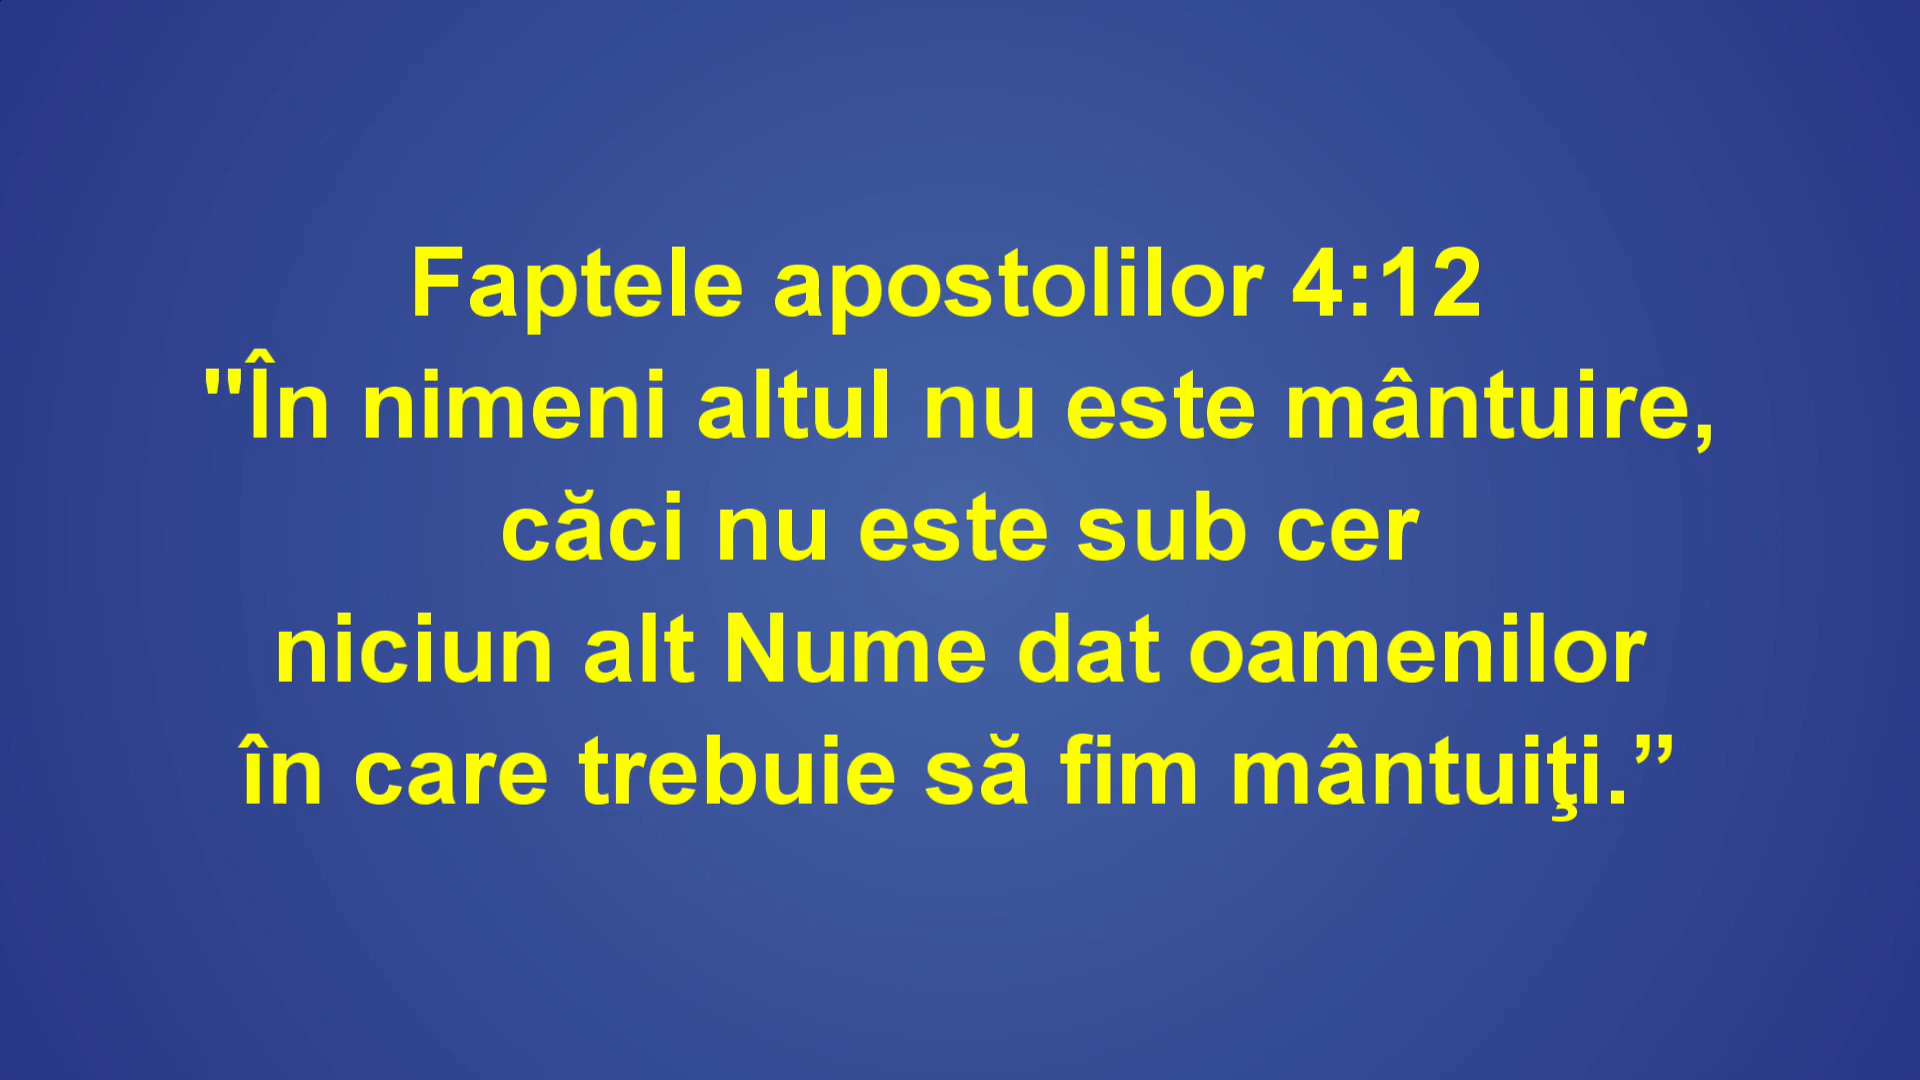 Faptele apostolilor 4:12
"În nimeni altul nu este mântuire,
căci nu este sub cer
niciun alt Nume dat oamenilor
în care trebuie să fim mântuiţi.”